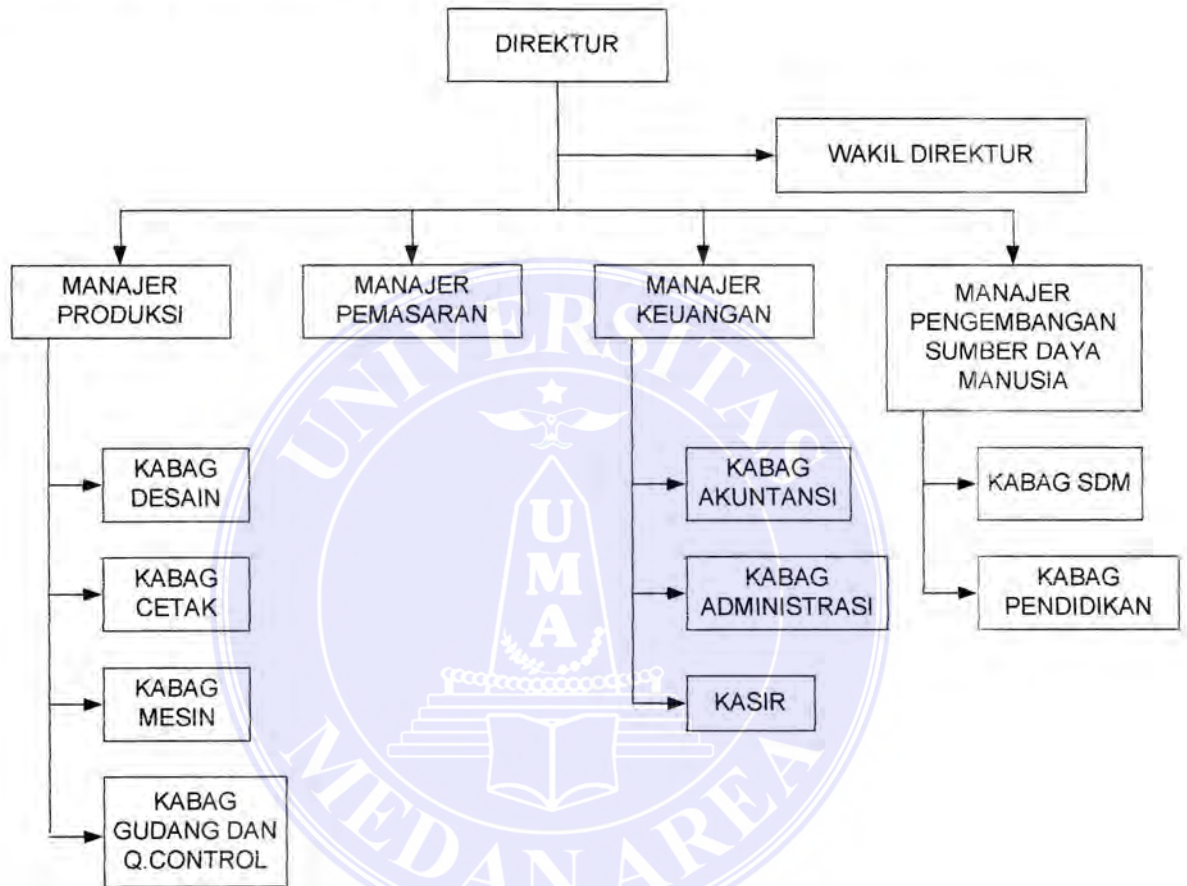 DIREKTUR
WAKIL DIREKTUR
MANAJER
PRODUKSI
MANAJER
PEMASARAN
MANAJER
KEUANGAN
MANAJER
PENGEMBANGAN
SUMBER DAYA
MANUSIA
KABAG
DESAIN
KABAG
CETAK
KABAG
MESIN
KABAG
GUDANG DAN
Q.CONTROL
KABAG
AKUNTANSI
KABAG
ADMINISTRASI
KASIR
KABAG SDM
KABAG
PENDIDIKAN
UNIVERSITAS
UMA
MEDAN AREA